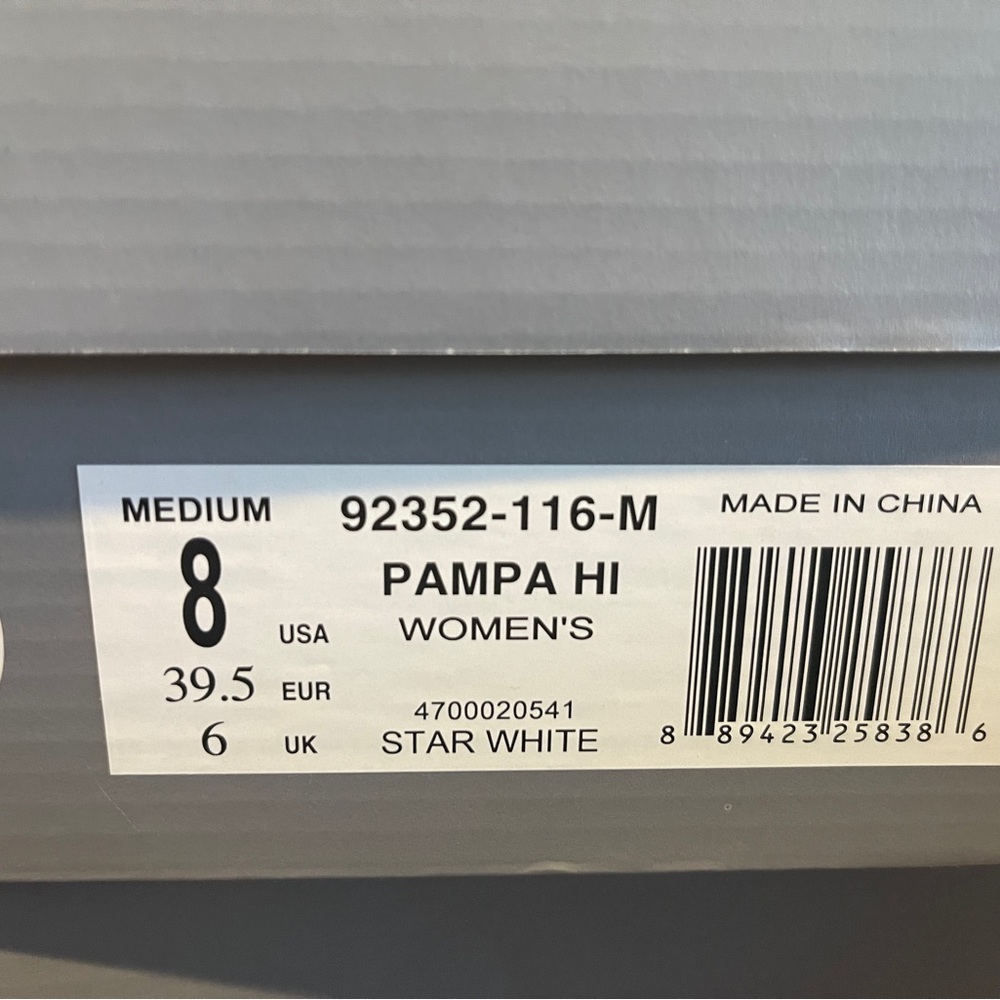 MEDIUM
8 USA
39.5 EUR
6 UK
92352-116-M
PAMPA HI
WOMEN'S
4700020541
STAR WHITE
MADE IN CHINA
8 89423 25838 6